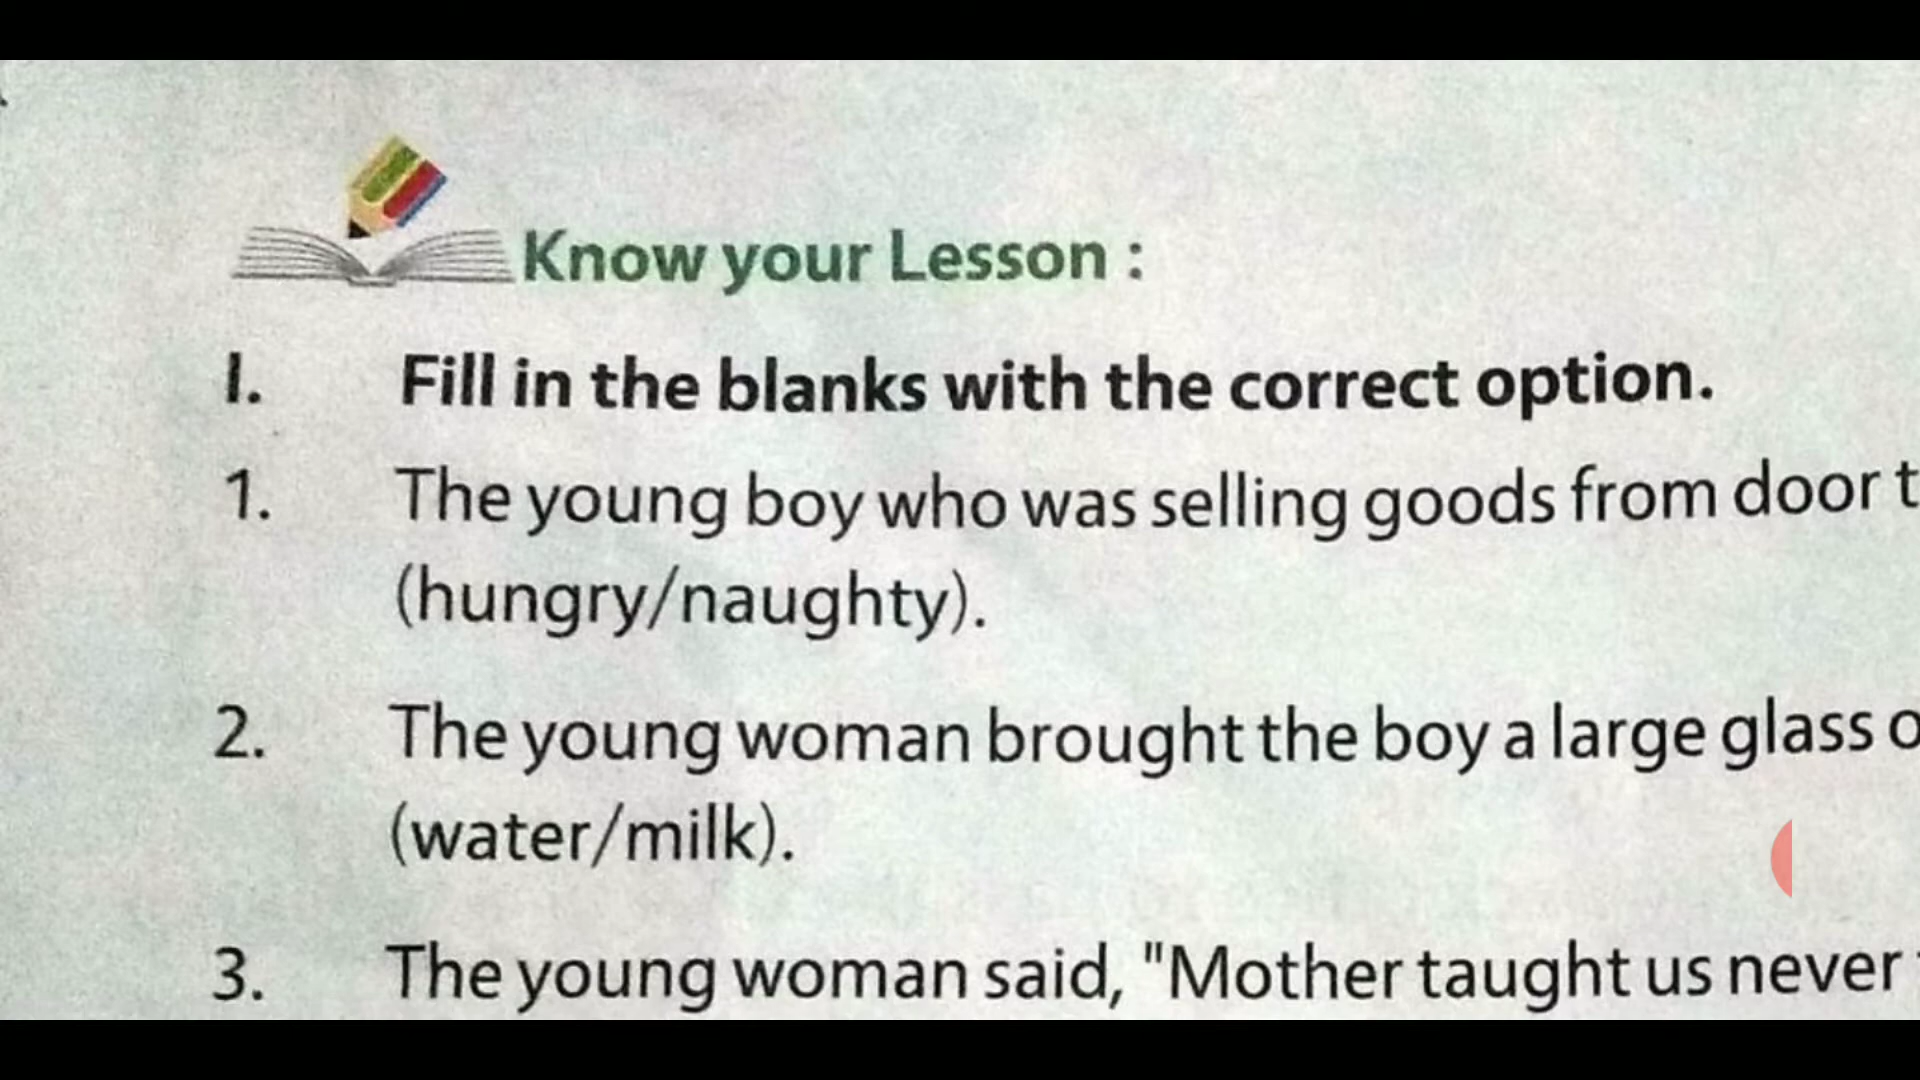 Know your Lesson :
I. Fill in the blanks with the correct option.
1. The young boy who was selling goods from door
(hungry/naughty).
2. The young woman brought the boy a large glass
(water/milk).
3. The young woman said, "Mother taught us never